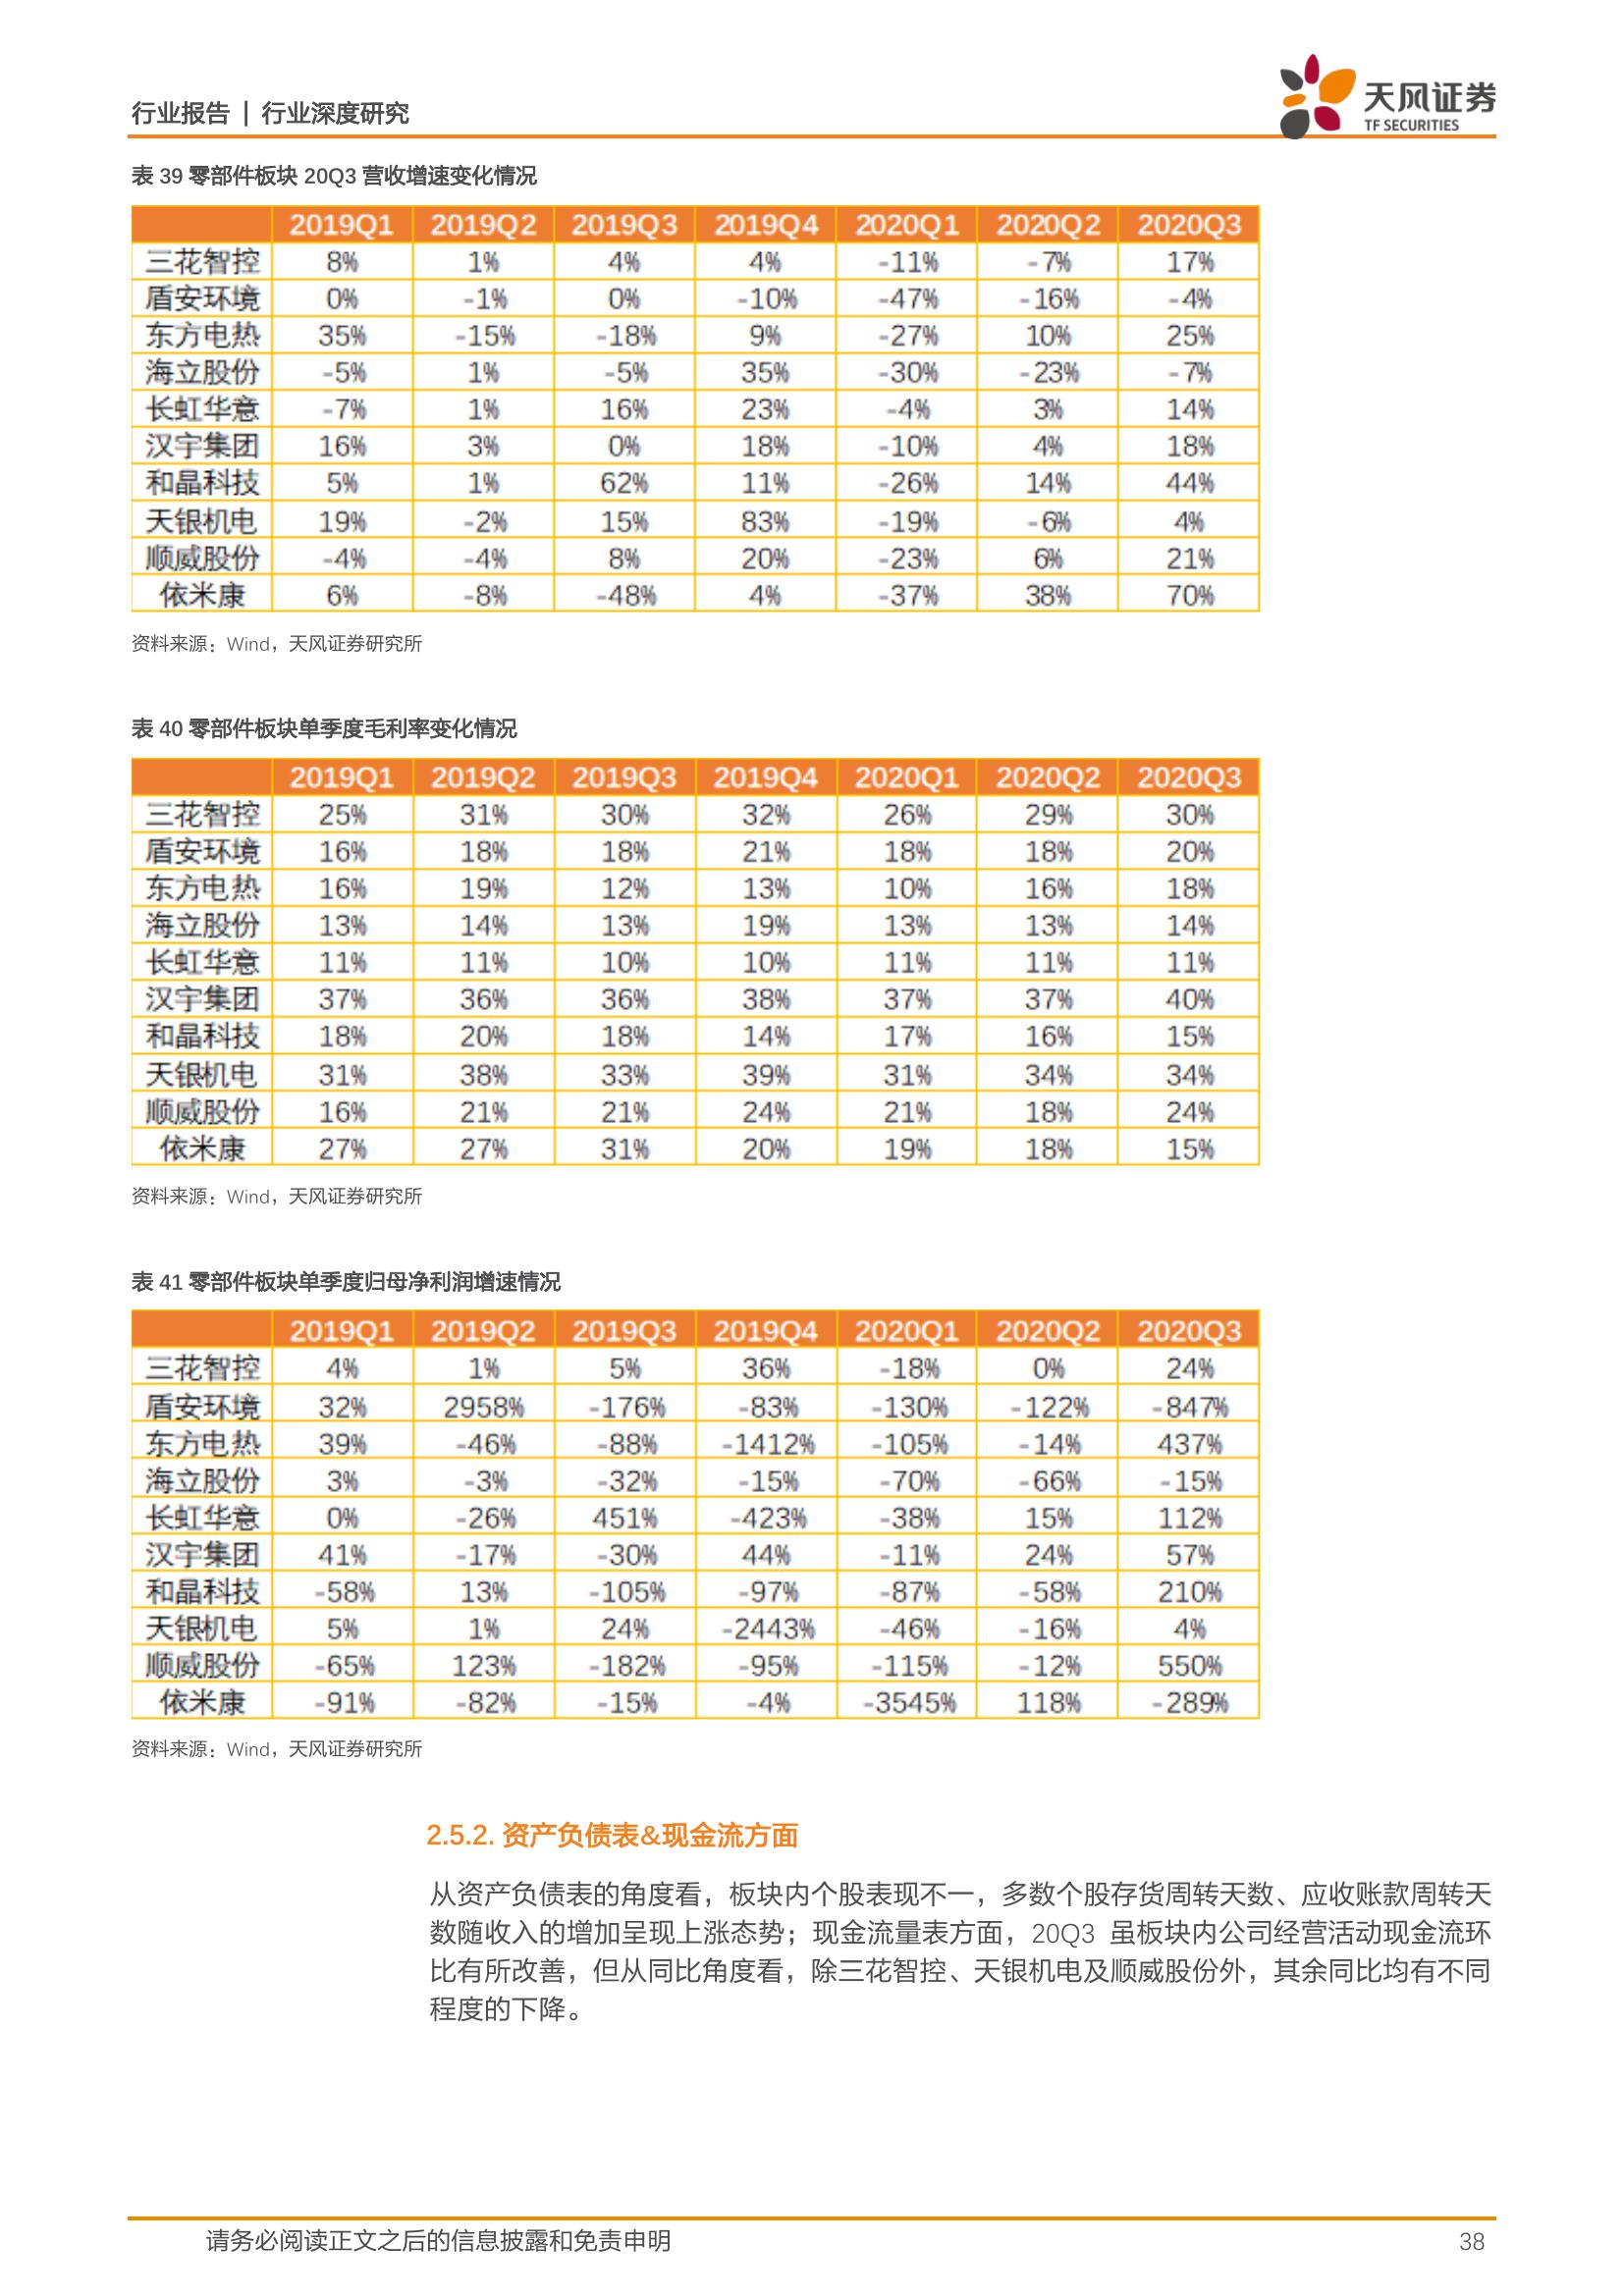 行业报告 | 行业深度研究
天风证券
TF SECURITIES
表 39 零部件板块 20Q3 营收增速变化情况
2019Q1 2019Q2 2019Q3 2019Q4 2020Q1 2020Q2 2020Q3
三花智控 8% 1% 4% 4% -11% -7% 17%
盾安环境 0% -1% 0% -10% -47% -16% -4%
东方电热 35% -15% -18% 9% -27% 10% 25%
海立股份 -5% 1% -5% 35% -30% -23% -7%
长虹华意 -7% 1% 16% 23% -4% 3% 14%
汉宇集团 16% 3% 0% 18% -10% 4% 18%
和晶科技 5% 1% 62% 11% -26% 14% 44%
天银机电 19% -2% 15% 83% -19% -6% 4%
顺威股份 -4% -4% 8% 20% -23% 6% 21%
依米康 6% -8% -48% 4% -37% 38% 70%
资料来源：Wind，天风证券研究所
表 40 零部件板块单季度毛利率变化情况
2019Q1 2019Q2 2019Q3 2019Q4 2020Q1 2020Q2 2020Q3
三花智控 25% 31% 30% 32% 26% 29% 30%
盾安环境 16% 18% 18% 21% 18% 18% 20%
东方电热 16% 19% 12% 13% 10% 16% 18%
海立股份 13% 14% 13% 19% 13% 13% 14%
长虹华意 11% 11% 10% 10% 11% 11% 11%
汉宇集团 37% 36% 36% 38% 37% 37% 40%
和晶科技 18% 20% 18% 14% 17% 16% 15%
天银机电 31% 38% 33% 39% 31% 34% 34%
顺威股份 16% 21% 21% 24% 21% 18% 24%
依米康 27% 27% 31% 20% 19% 18% 15%
资料来源：Wind，天风证券研究所
表 41 零部件板块单季度归母净利润增速情况
2019Q1 2019Q2 2019Q3 2019Q4 2020Q1 2020Q2 2020Q3
三花智控 4% 1% 5% 36% -18% 0% 24%
盾安环境 32% 2958% -176% -83% -130% -122% -847%
东方电热 39% -46% -88% -1412% -105% -14% 437%
海立股份 3% -3% -32% -15% -70% -66% -15%
长虹华意 0% -26% 451% -423% -38% 15% 112%
汉宇集团 41% -17% -30% 44% -11% 24% 57%
和晶科技 -58% 13% -105% -97% -87% -58% 210%
天银机电 5% 1% 24% -2443% -46% -16% 4%
顺威股份 -65% 123% -182% -95% -115% -12% 550%
依米康 -91% -82% -15% -4% -3545% 118% -289%
资料来源：Wind，天风证券研究所
2.5.2. 资产负债表&现金流方面
从资产负债表的角度看，板块内个股表现不一，多数个股存货周转天数、应收账款周转天
数随收入的增加呈现上涨态势；现金流量表方面，20Q3 虽板块内公司经营活动现金流环
比有所改善，但从同比角度看，除三花智控、天银机电及顺威股份外，其余同比均有不同
程度的下降。
请务必阅读正文之后的信息披露和免责申明 38